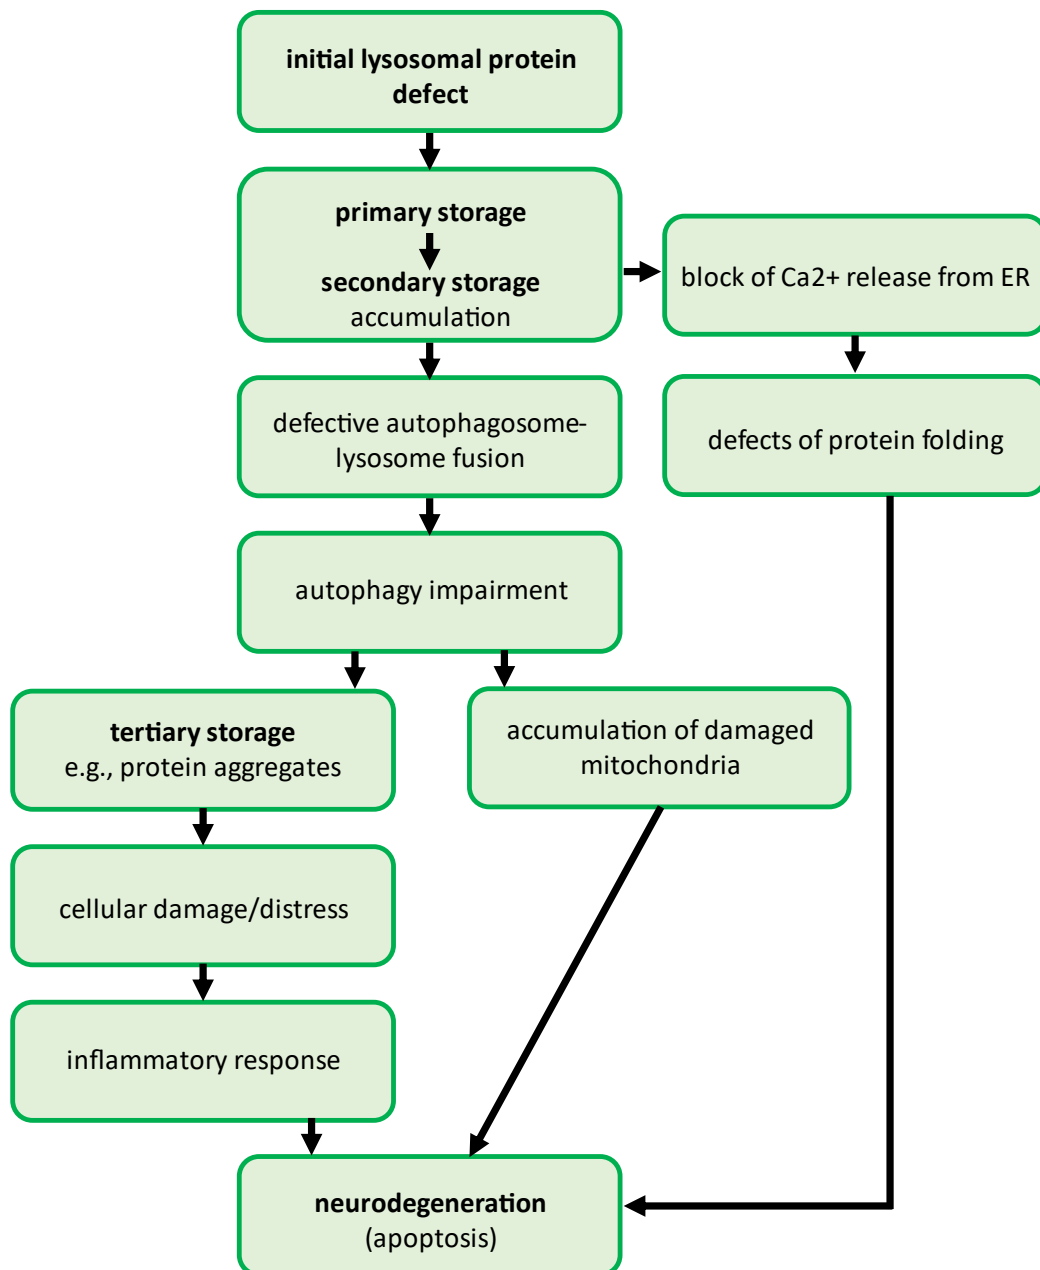 initial lysosomal protein
defect
primary storage
secondary storage
accumulation
block of Ca2+ release from ER
defective autophagosome-
lysosome fusion
defects of protein folding
autophagy impairment
tertiary storage
e.g., protein aggregates
accumulation of damaged
mitochondria
cellular damage/distress
inflammatory response
neurodegeneration
(apoptosis)